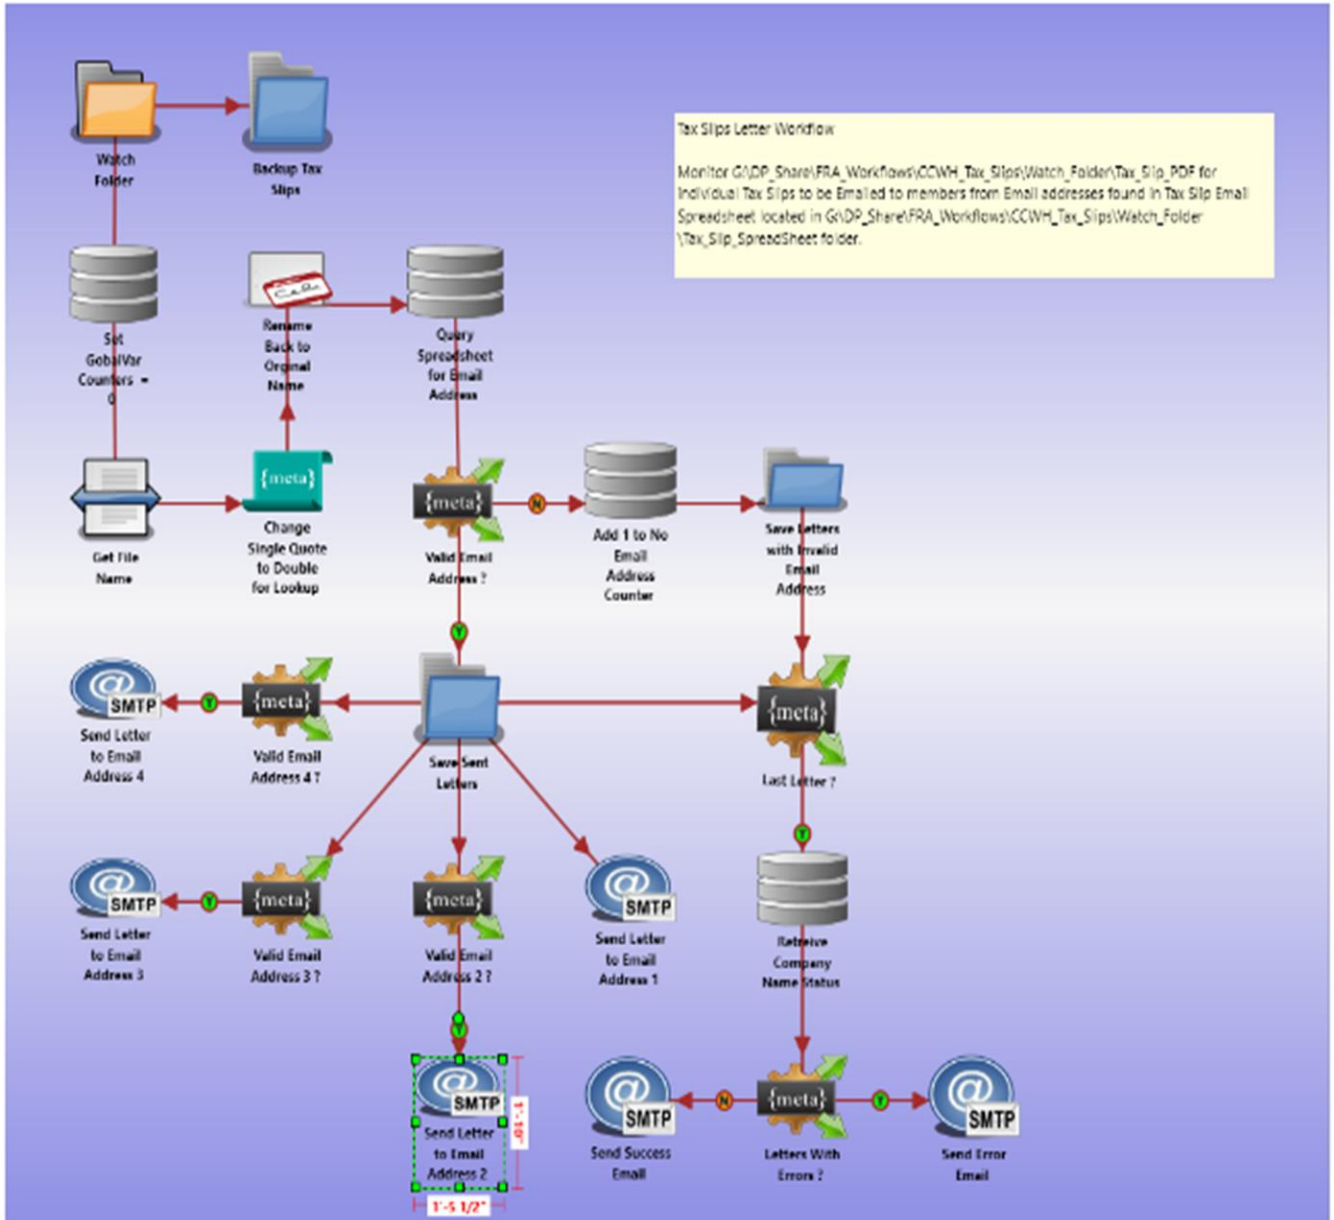 Watch
Folder
Backup Tax
Slips
Tax Slips Letter Workflow
Monitor G:\DP_Share\FRA_Workflows\CCWH_Tax_Slips\Watch_Folder\Tax_Slip_PDF for
individual Tax Slips to be Emailed to members from Email addresses found in Tax Slip Email
Spreadsheet located in G:\DP_Share\FRA_Workflows\CCWH_Tax_Slips\Watch_Folder
\Tax_Slip_SpreadSheet folder.
Set
GobalVar
Counters =
0
Rename
Back to
Orginal
Name
Query
Spreadsheet
for Email
Address
Get File
Name
{meta}
Change
Single Quote
to Double
for Lookup
{meta}
Valid Email
Address ?
N
Add 1 to No
Email
Address
Counter
Save Letters
with Invalid
Email
Address
Y
@
SMTP
Send Letter
to Email
Address 4
Y
{meta}
Valid Email
Address 4 ?
Save Sent
Letters
{meta}
Last Letter ?
Y
@
SMTP
Send Letter
to Email
Address 3
Y
{meta}
Valid Email
Address 3 ?
{meta}
Valid Email
Address 2 ?
@
SMTP
Send Letter
to Email
Address 1
Retreive
Company
Name Status
Y
@
SMTP
Send Letter
to Email
Address 2
1'-10"
1'-5 1/2"
@
SMTP
Send Success
Email
N
{meta}
Letters With
Errors ?
Y
@
SMTP
Send Error
Email